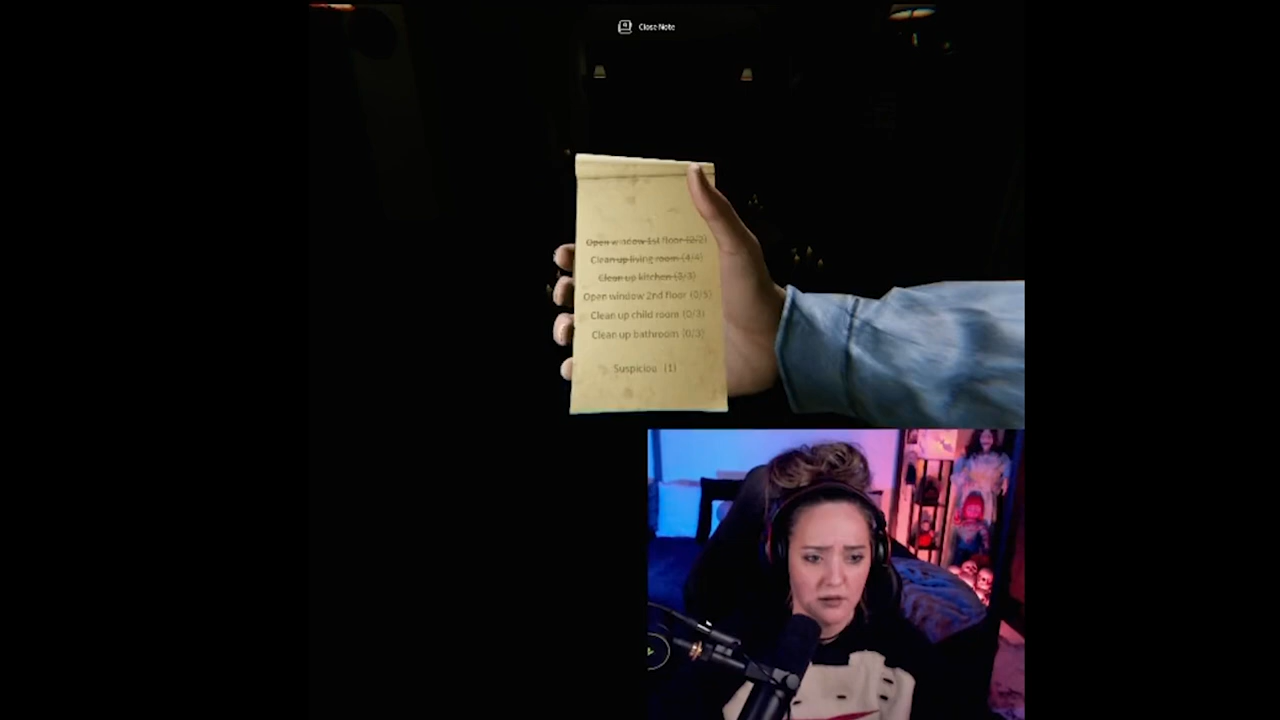 Close Note
Open window 1st floor (2/2)
Clean up living room (4/4)
Clean up kitchen (3/3)
Open window 2nd floor (0/5)
Clean up child room (0/3)
Clean up bathroom (0/3)
(1)